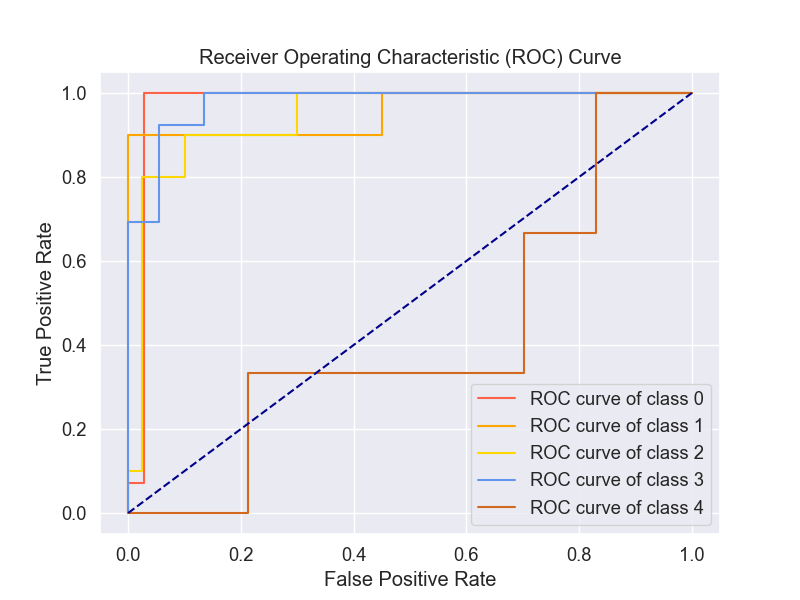 Receiver Operating Characteristic (ROC) Curve
True Positive Rate
1.0
0.8
0.6
0.4
0.2
0.0
ROC curve of class 0
ROC curve of class 1
ROC curve of class 2
ROC curve of class 3
ROC curve of class 4
0.0 0.2 0.4 0.6 0.8 1.0
False Positive Rate